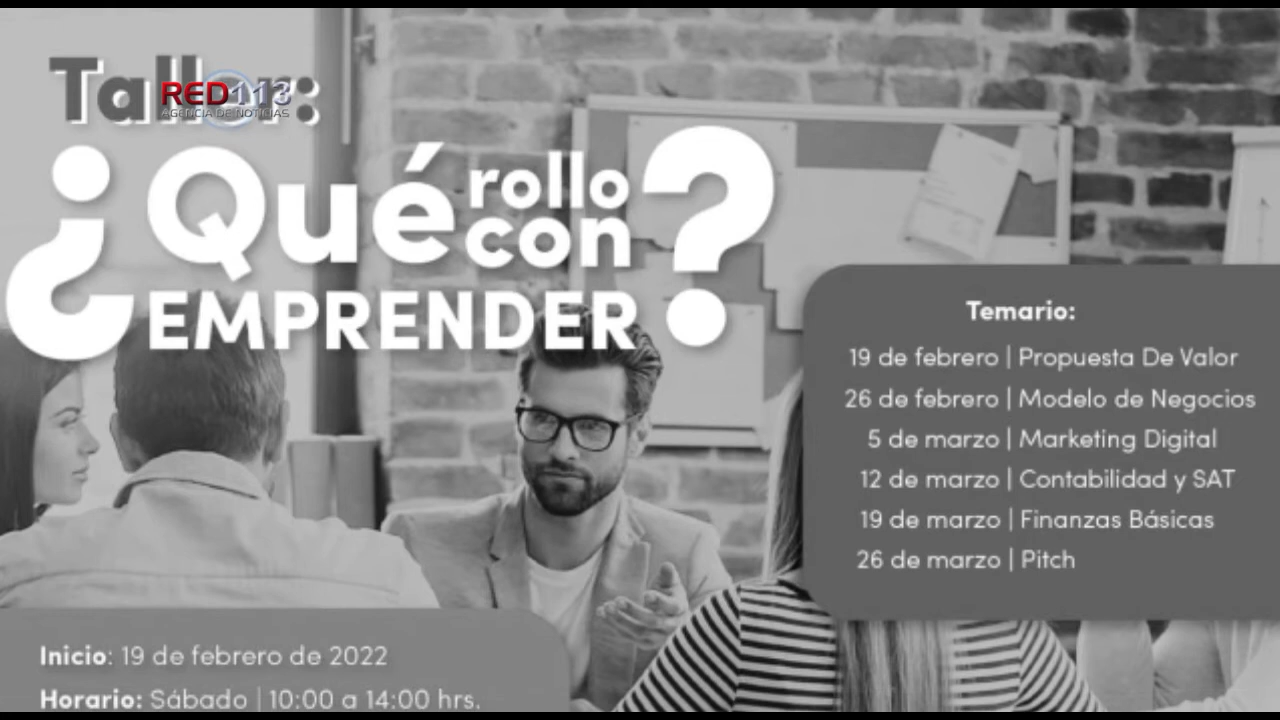 Taller:
RED113
AGENCIA DE NOTICIAS
¿Qué rollo con
EMPRENDER?
Temario:
19 de febrero | Propuesta De Valor
26 de febrero | Modelo de Negocios
5 de marzo | Marketing Digital
12 de marzo | Contabilidad y SAT
19 de marzo | Finanzas Básicas
26 de marzo | Pitch
Inicio: 19 de febrero de 2022
Horario: Sábado | 10:00 a 14:00 hrs.